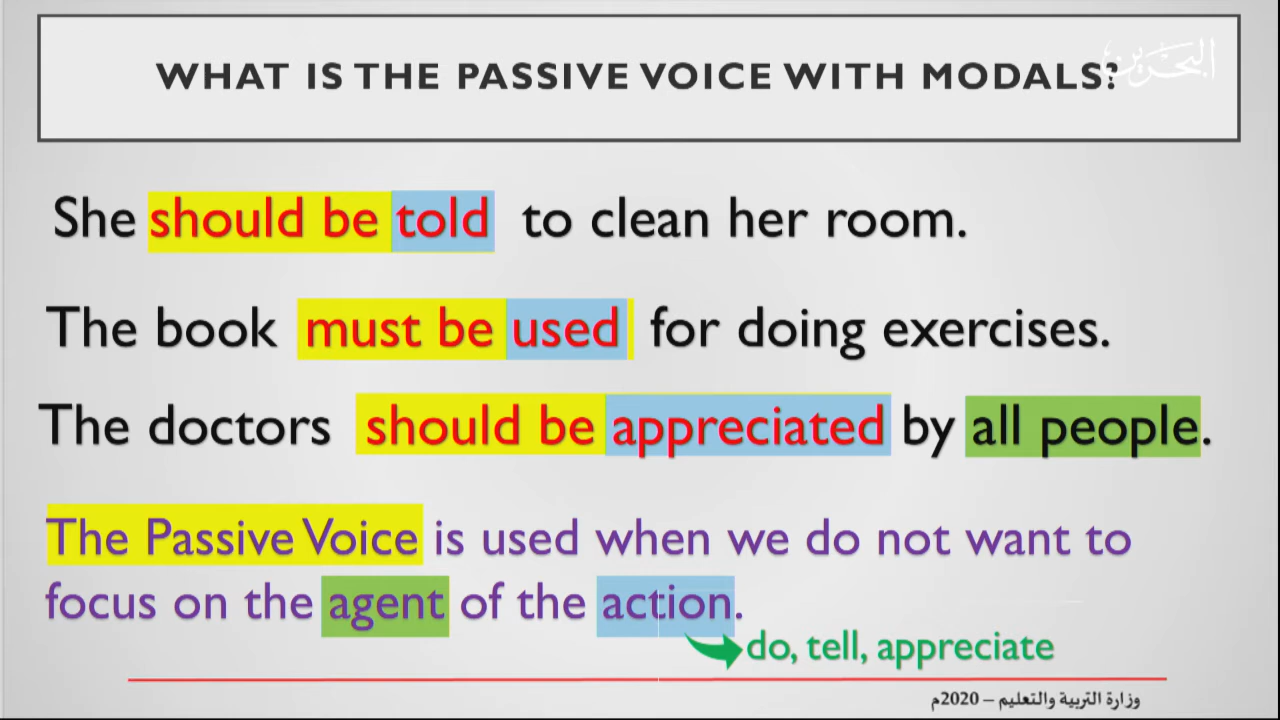 WHAT IS THE PASSIVE VOICE WITH MODALS?
البحرين
She should be told to clean her room.
The book must be used for doing exercises.
The doctors should be appreciated by all people.
The Passive Voice is used when we do not want to
focus on the agent of the action.
do, tell, appreciate
وزارة التربية والتعليم – 2020م